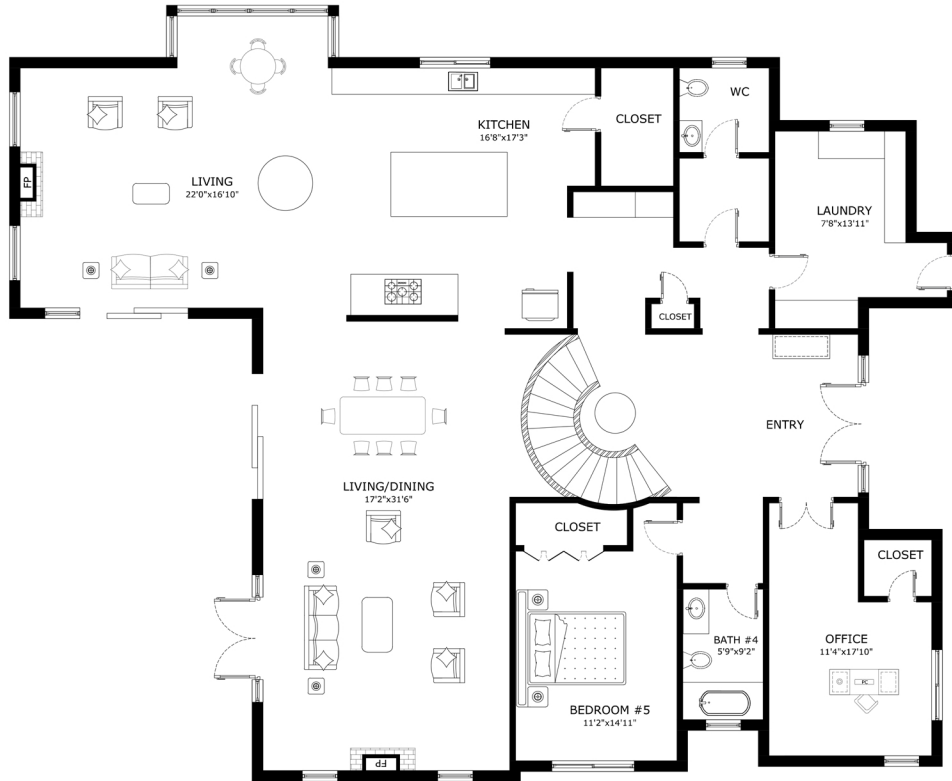 WC
KITCHEN
16'8"x17'3"
CLOSET
FP
LIVING
22'0"x16'10"
LAUNDRY
7'8"x13'11"
CLOSET
ENTRY
LIVING/DINING
17'2"x31'6"
CLOSET
CLOSET
BATH #4
5'9"x9'2"
OFFICE
11'4"x17'10"
PC
BEDROOM #5
11'2"x14'11"
FP